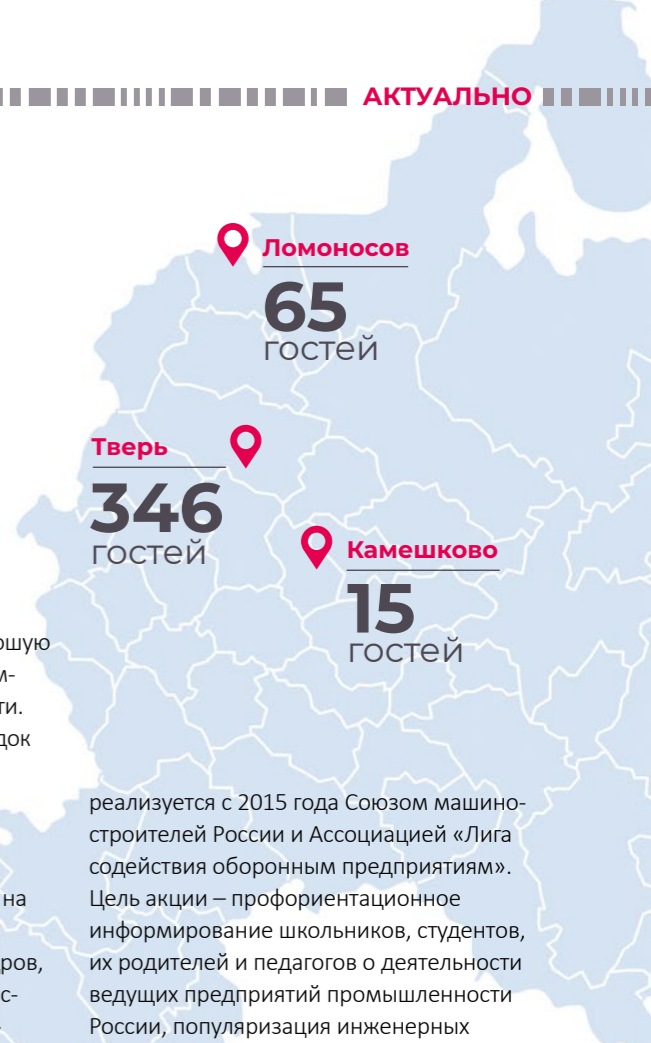 АКТУАЛЬНО
Ломоносов
65
гостей
Тверь
346
гостей
Камешково
15
гостей
реализуется с 2015 года Союзом машино-
строителей России и Ассоциацией «Лига
содействия оборонным предприятиям».
Цель акции – профориентационное
информирование школьников, студентов,
их родителей и педагогов о деятельности
ведущих предприятий промышленности
России, популяризация инженерных